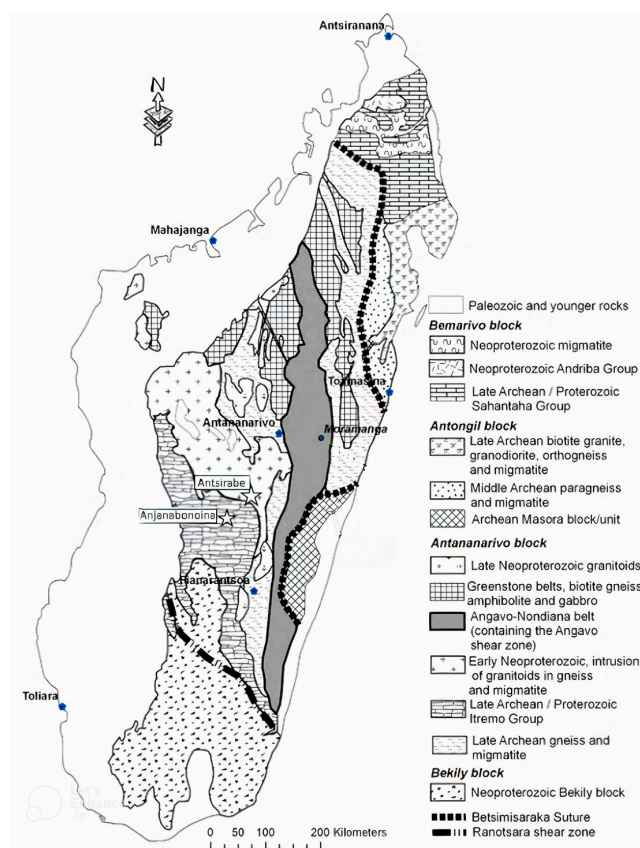 Antsiranana
N
Mahajanga
Toamasina
Antananarivo
Moramanga
Antsirabe
Anjanabonoina
Fianarantsoa
Toliara
Paleozoic and younger rocks
Bemarivo block
Neoproterozoic migmatite
Neoproterozoic Andriba Group
Late Archean / Proterozoic
Sahantaha Group
Antongil block
Late Archean biotite granite,
granodiorite, orthogneiss
and migmatite
Middle Archean paragneiss
and migmatite
Archean Masora block/unit
Antananarivo block
Late Neoproterozoic granitoids
Greenstone belts, biotite gneiss
amphibolite and gabbro
Angavo-Nondiana belt
(containing the Angavo
shear zone)
Early Neoproterozoic, intrusion
of granitoids in gneiss
and migmatite
Late Archean / Proterozoic
Itremo Group
Late Archean gneiss and
migmatite
Bekily block
Neoproterozoic Bekily block
Betsimisaraka Suture
Ranotsara shear zone
Let's
Enhance
.io
0 50 100 200 Kilometers